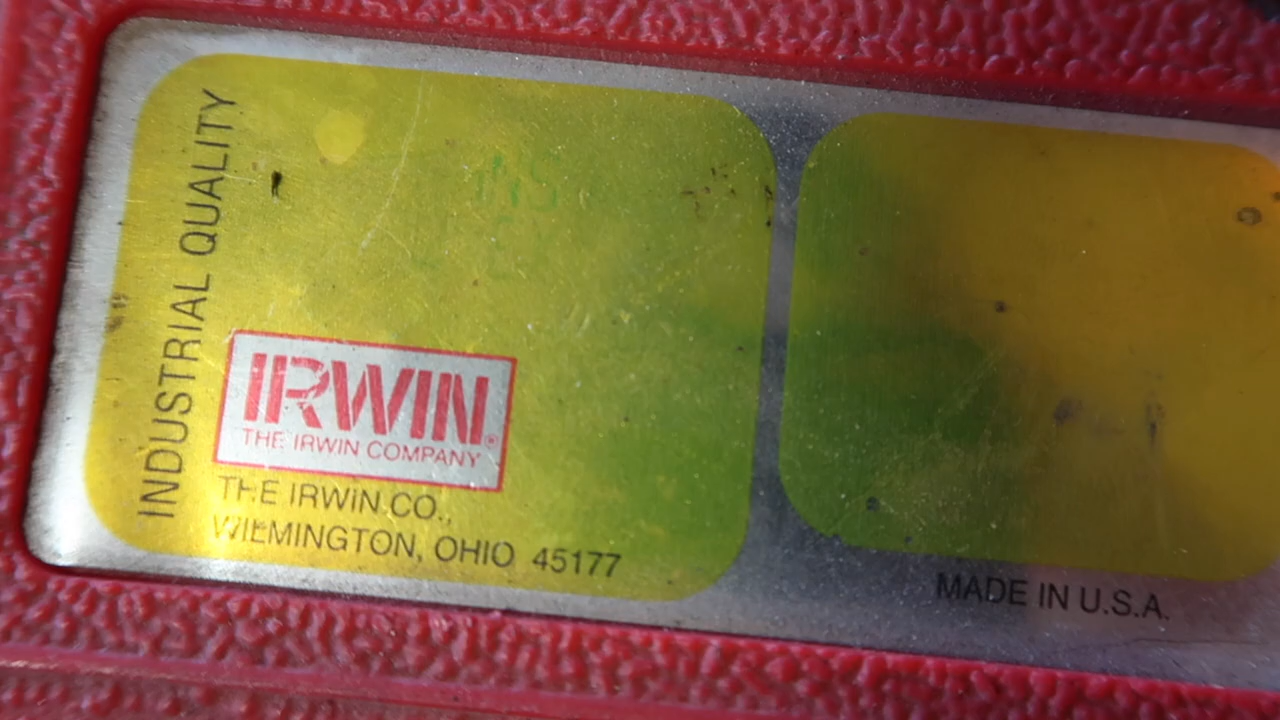 INDUSTRIAL QUALITY
IRWIN®
THE IRWIN COMPANY
THE IRWIN CO.,
WILMINGTON, OHIO 45177
MADE IN U.S.A.